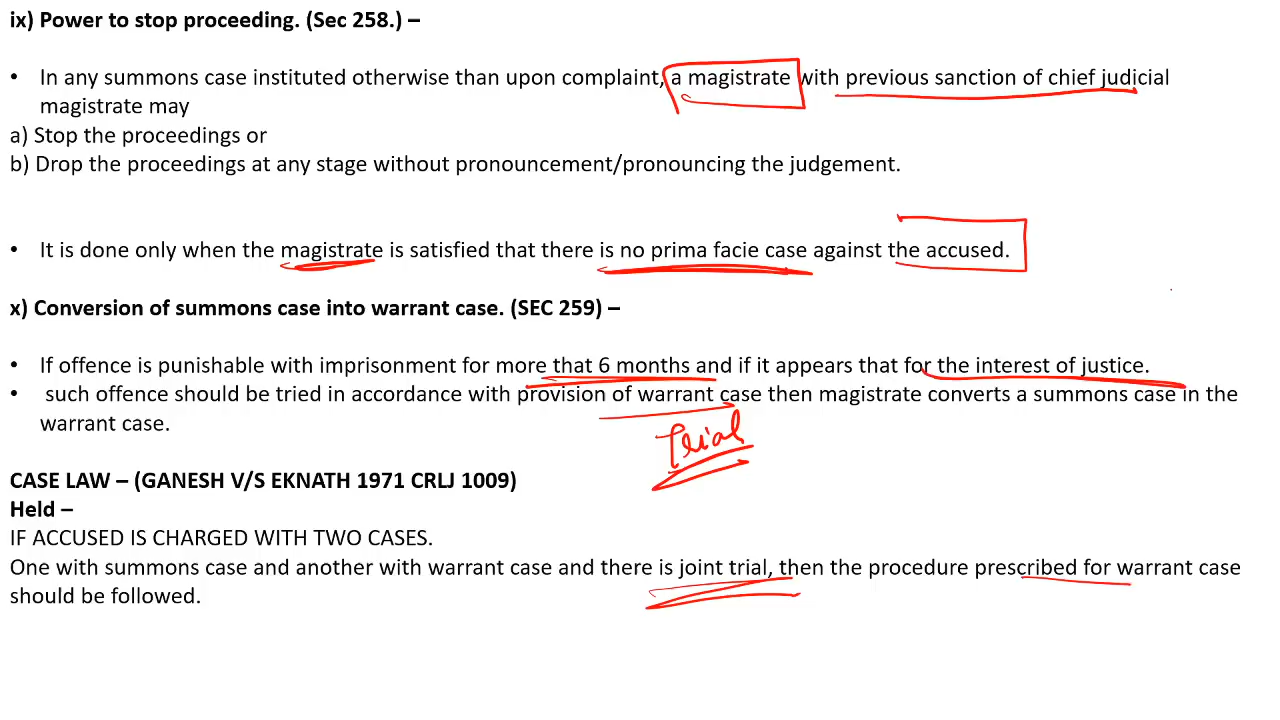 ix) Power to stop proceeding. (Sec 258.) –
• In any summons case instituted otherwise than upon complaint, a magistrate with previous sanction of chief judicial
magistrate may
a) Stop the proceedings or
b) Drop the proceedings at any stage without pronouncement/pronouncing the judgement.
• It is done only when the magistrate is satisfied that there is no prima facie case against the accused.
x) Conversion of summons case into warrant case. (SEC 259) –
• If offence is punishable with imprisonment for more that 6 months and if it appears that for the interest of justice.
• such offence should be tried in accordance with provision of warrant case then magistrate converts a summons case in the
warrant case.
Trial
CASE LAW – (GANESH V/S EKNATH 1971 CRLJ 1009)
Held –
IF ACCUSED IS CHARGED WITH TWO CASES.
One with summons case and another with warrant case and there is joint trial, then the procedure prescribed for warrant case
should be followed.